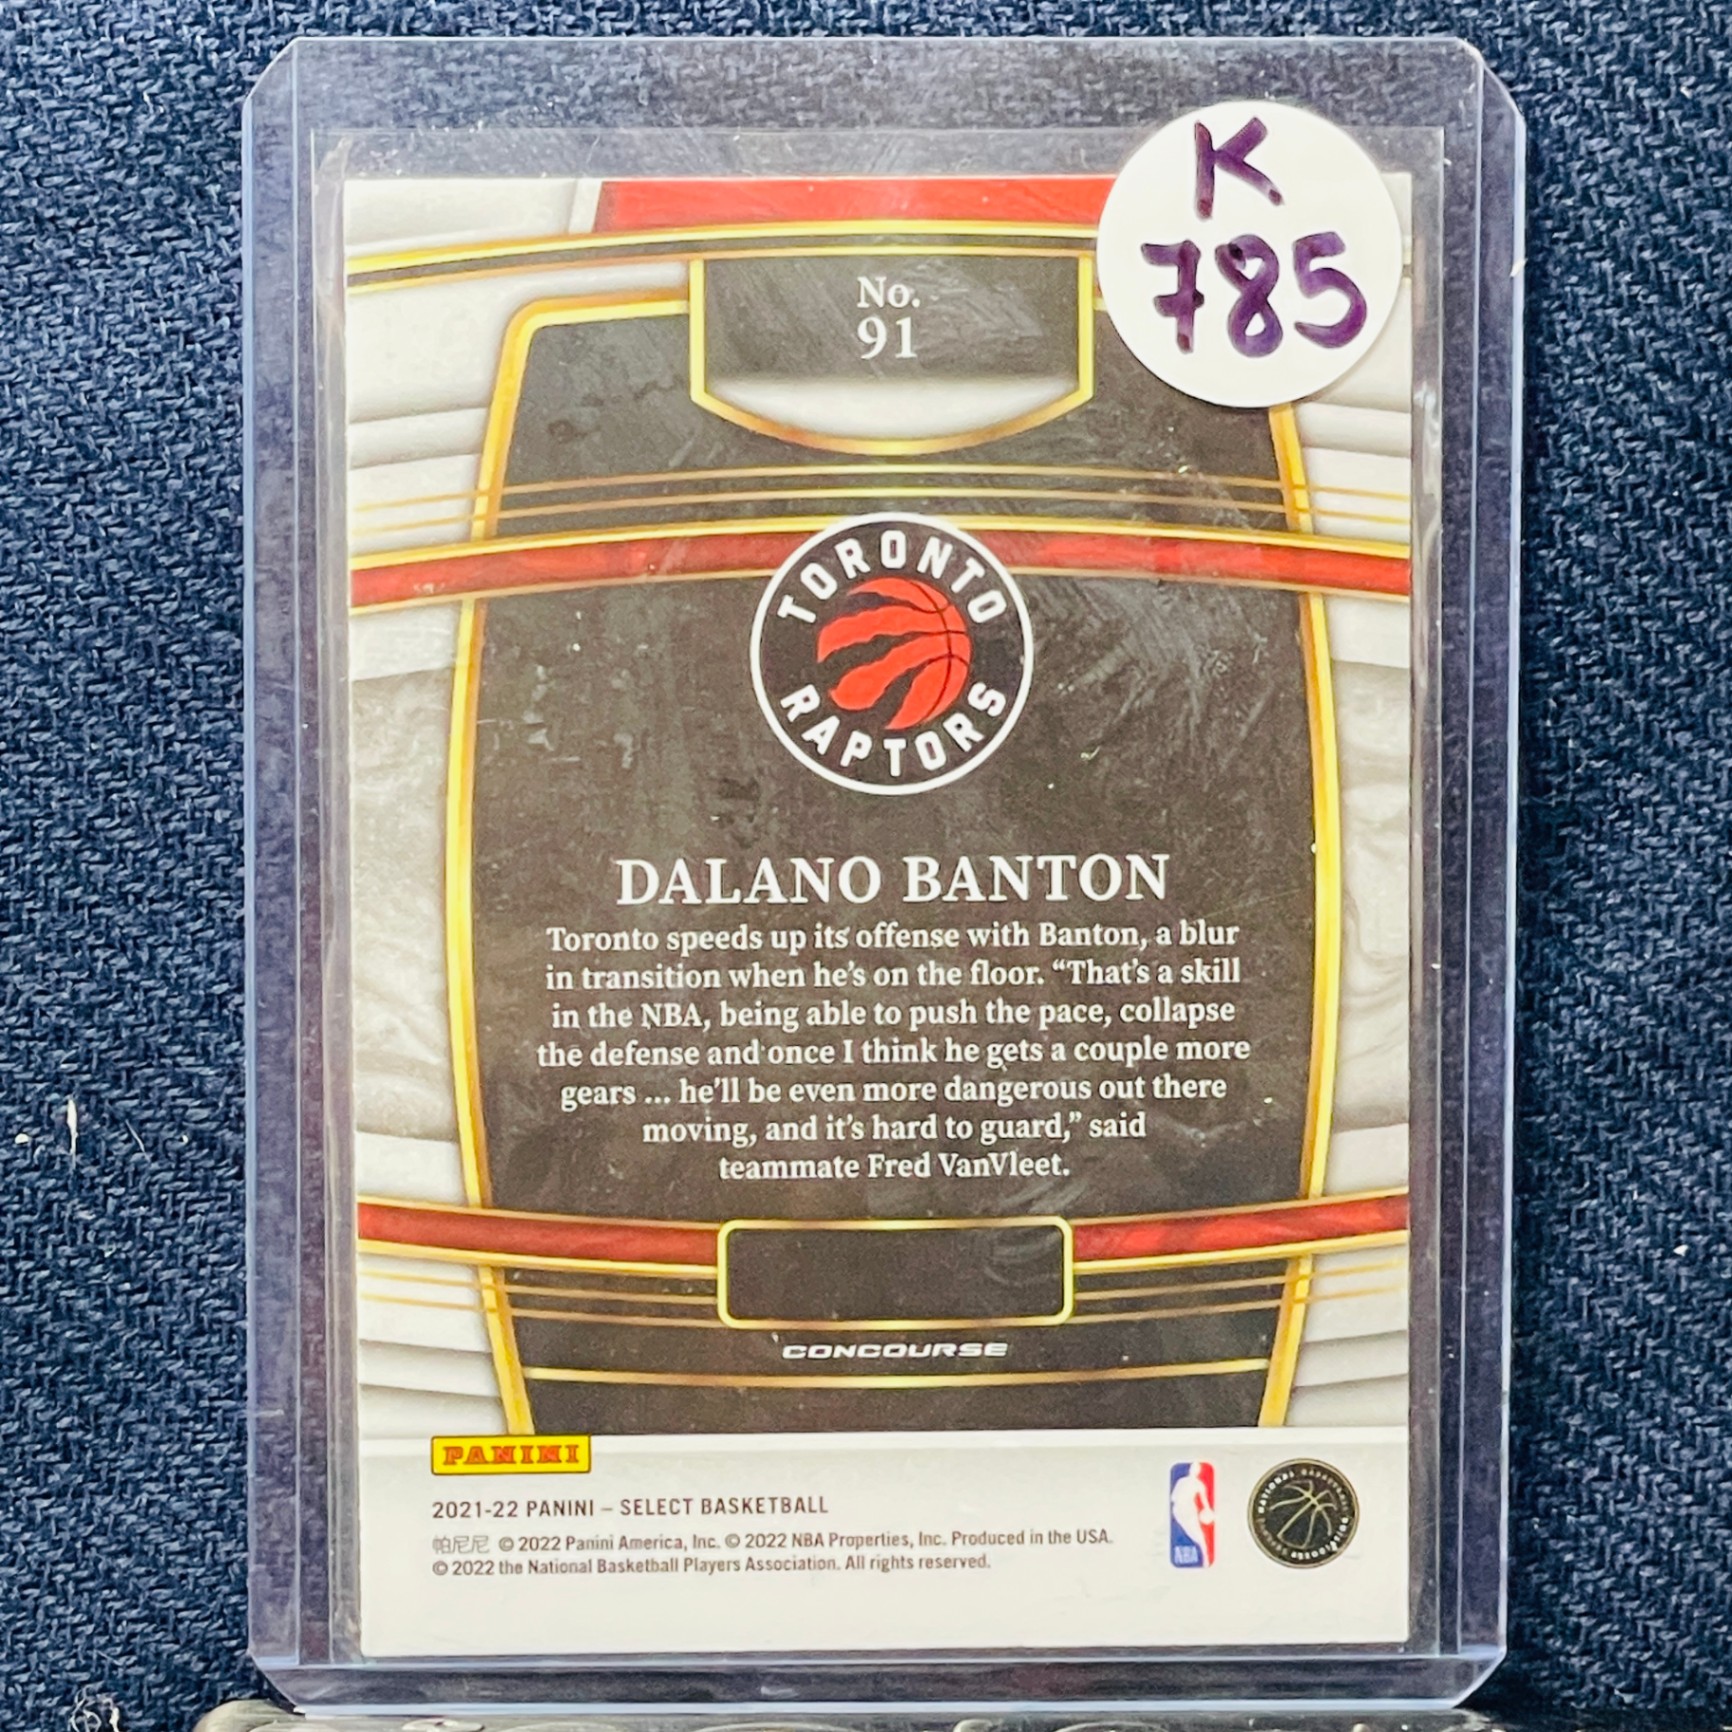 K
785
No.
91
TORONTO
RAPTORS
DALANO BANTON
Toronto speeds up its offense with Banton, a blur
in transition when he's on the floor. “That's a skill
in the NBA, being able to push the pace, collapse
the defense and once I think he gets a couple more
gears ... he'll be even more dangerous out there
moving, and it's hard to guard,” said
teammate Fred VanVleet.
CONCOURSE
PANINI
2021-22 PANINI – SELECT BASKETBALL
帕尼尼 © 2022 Panini America, Inc. © 2022 NBA Properties, Inc. Produced in the USA.
© 2022 the National Basketball Players Association. All rights reserved.
NBA